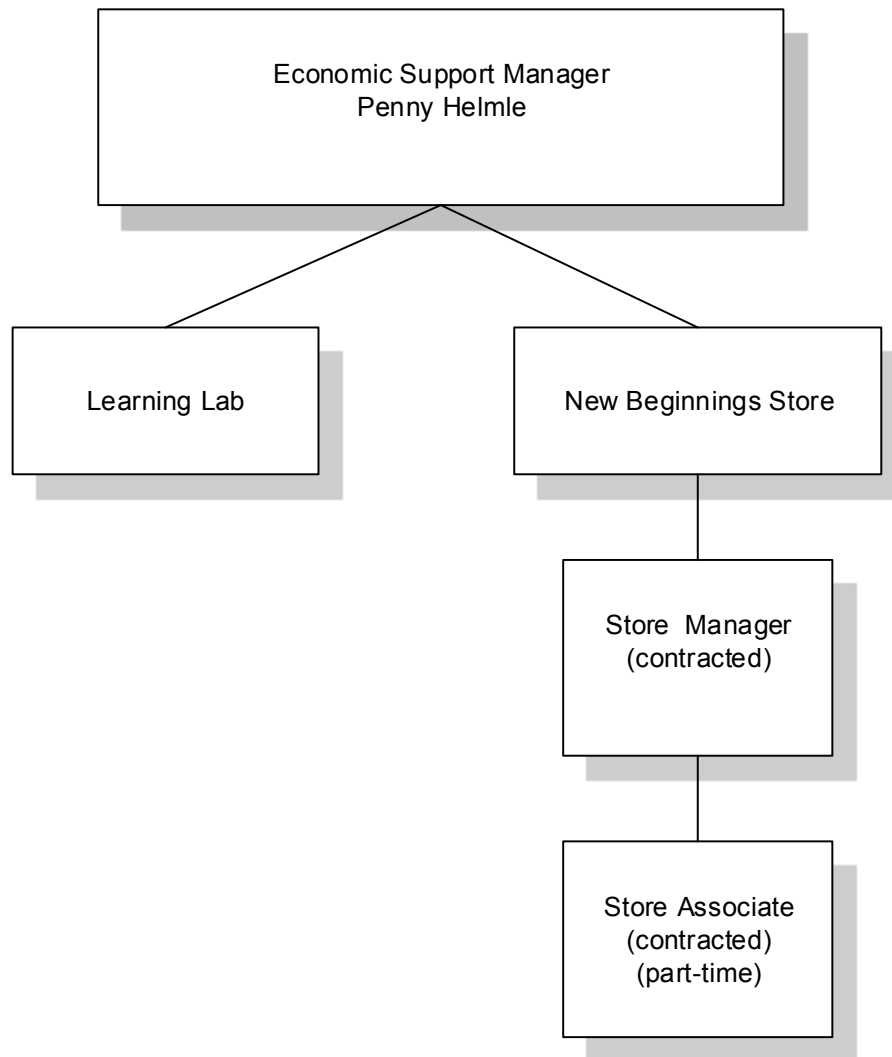 Economic Support Manager
Penny Helmle
Learning Lab
New Beginnings Store
Store Manager
(contracted)
Store Associate
(contracted)
(part-time)